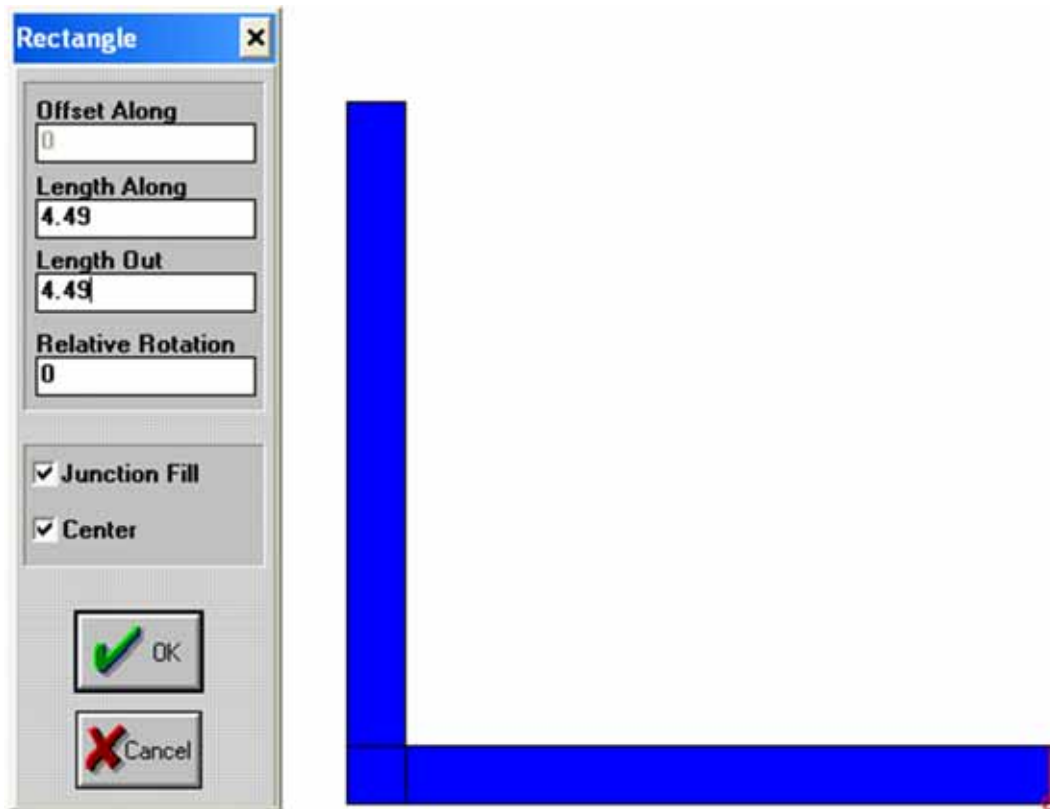 Rectangle
Offset Along
0
Length Along
4.49
Length Out
4.49
Relative Rotation
0
Junction Fill
Center
OK
Cancel